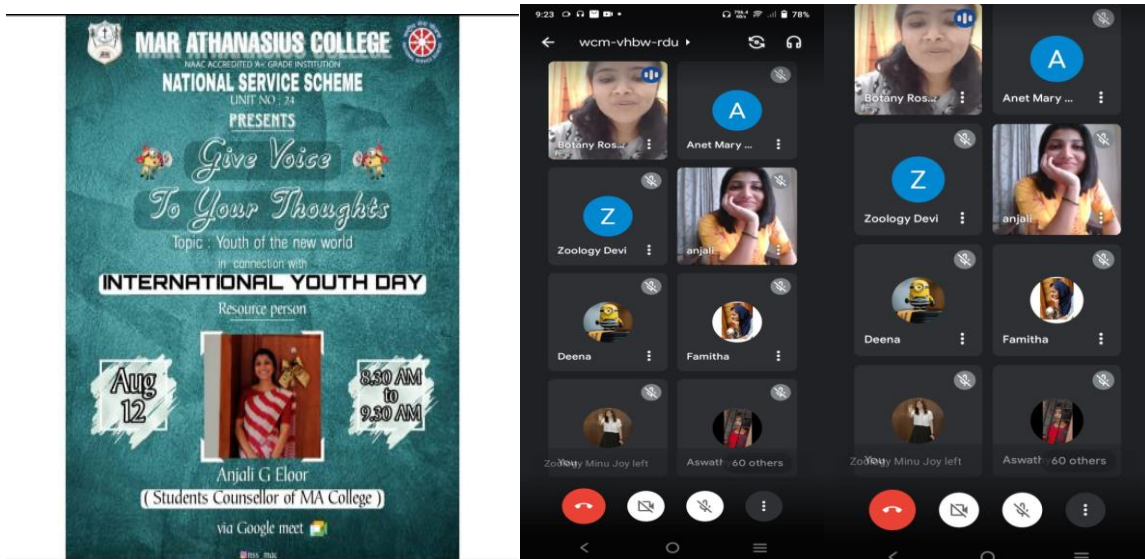 MAR ATHANASIUS COLLEGE
NAAC ACCREDITED A+ GRADE INSTITUTION
NATIONAL SERVICE SCHEME
UNIT NO : 74
PRESENTS
Give Voice
To Your Thoughts
Topic : Youth of the new world
in connection with
INTERNATIONAL YOUTH DAY
Resource person
Aug
12
8.30 AM
to
9.30 AM
Anjali G Eloor
( Students Counsellor of MA College )
via Google meet
nss_mac
9:23
78%
wcm-vhbw-rdu
Botany Ros...
Anet Mary ...
A
Z
Zoology Devi
anjali
Deena
Famitha
You
Zoology Minu Joy left
Aswath
60 others
Botany Ros...
A
Anet Mary ...
Z
Zoology Devi
anjali
Deena
Famitha
You
Zoology Minu Joy left
Aswath
60 others